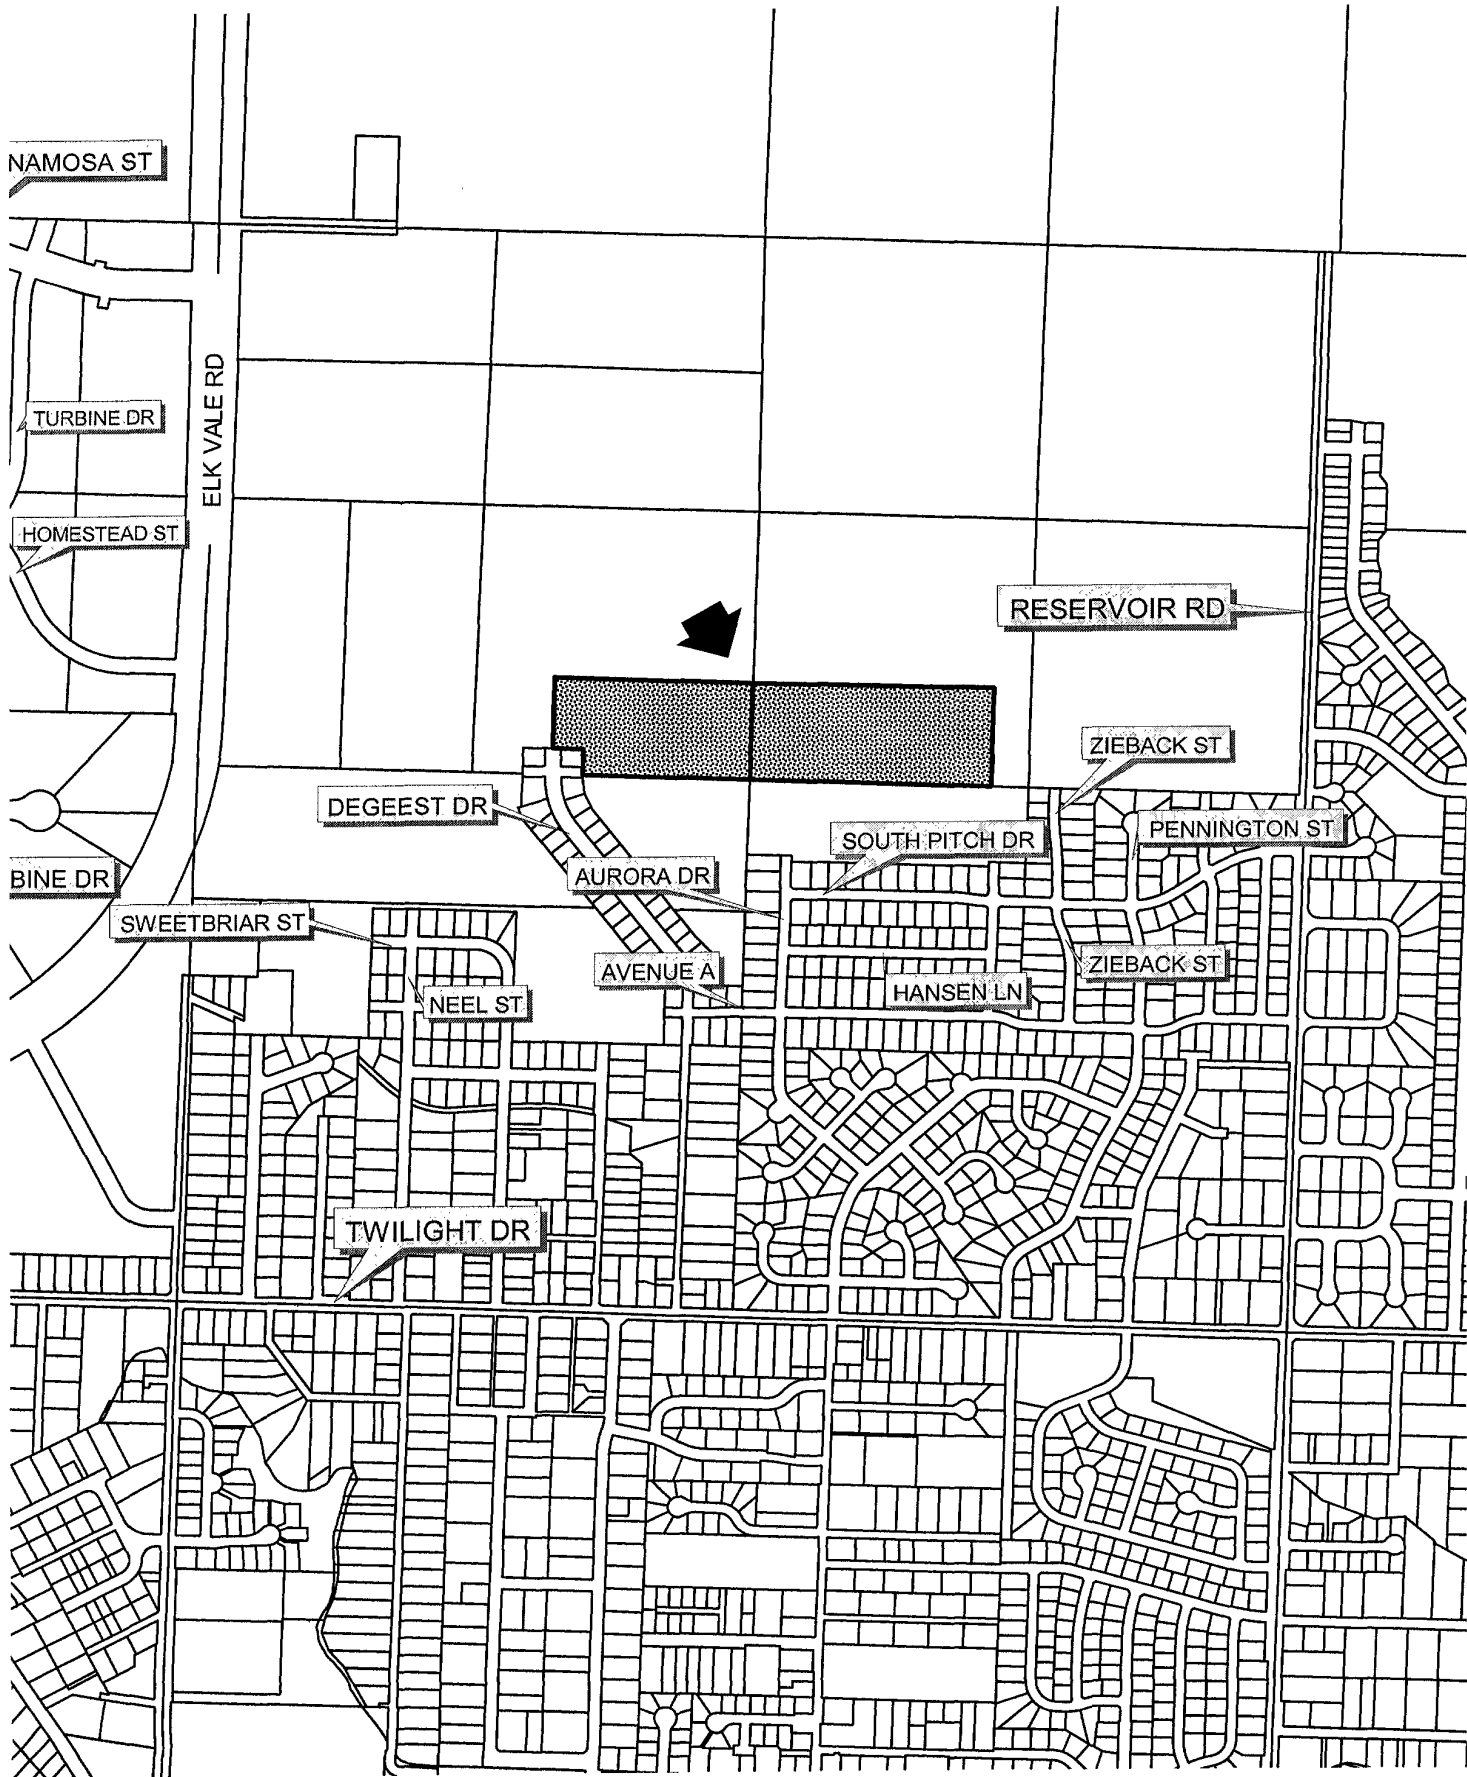 NAMOSA ST
ELK VALE RD
TURBINE DR
HOMESTEAD ST
RESERVOIR RD
ZIEBACK ST
DEGEEST DR
SOUTH PITCH DR
PENNINGTON ST
BINE DR
AURORA DR
SWEETBRIAR ST
AVENUE A
ZIEBACK ST
NEEL ST
HANSEN LN
TWILIGHT DR